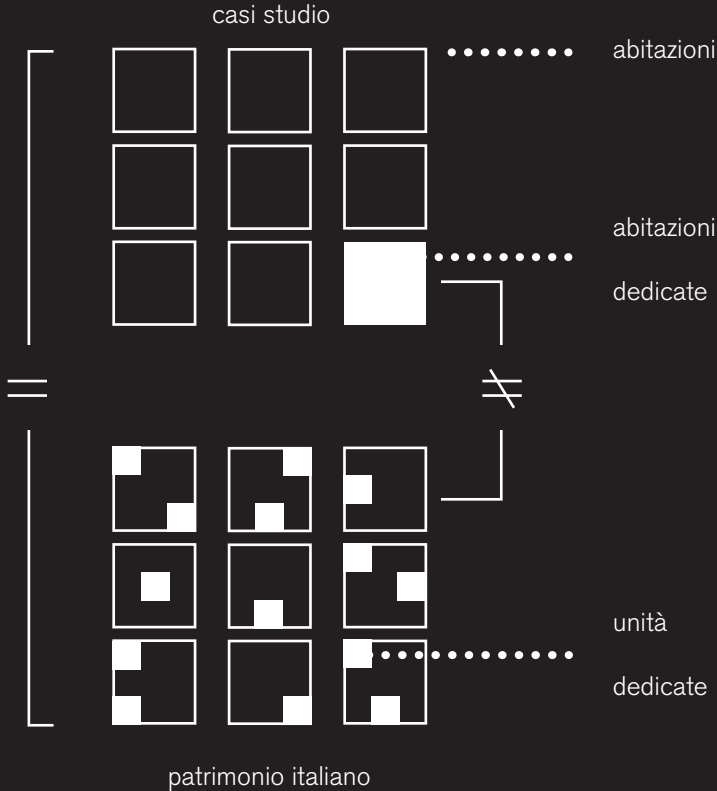 casi studio
abitazioni
abitazioni
dedicate
=
≠
unità
dedicate
patrimonio italiano